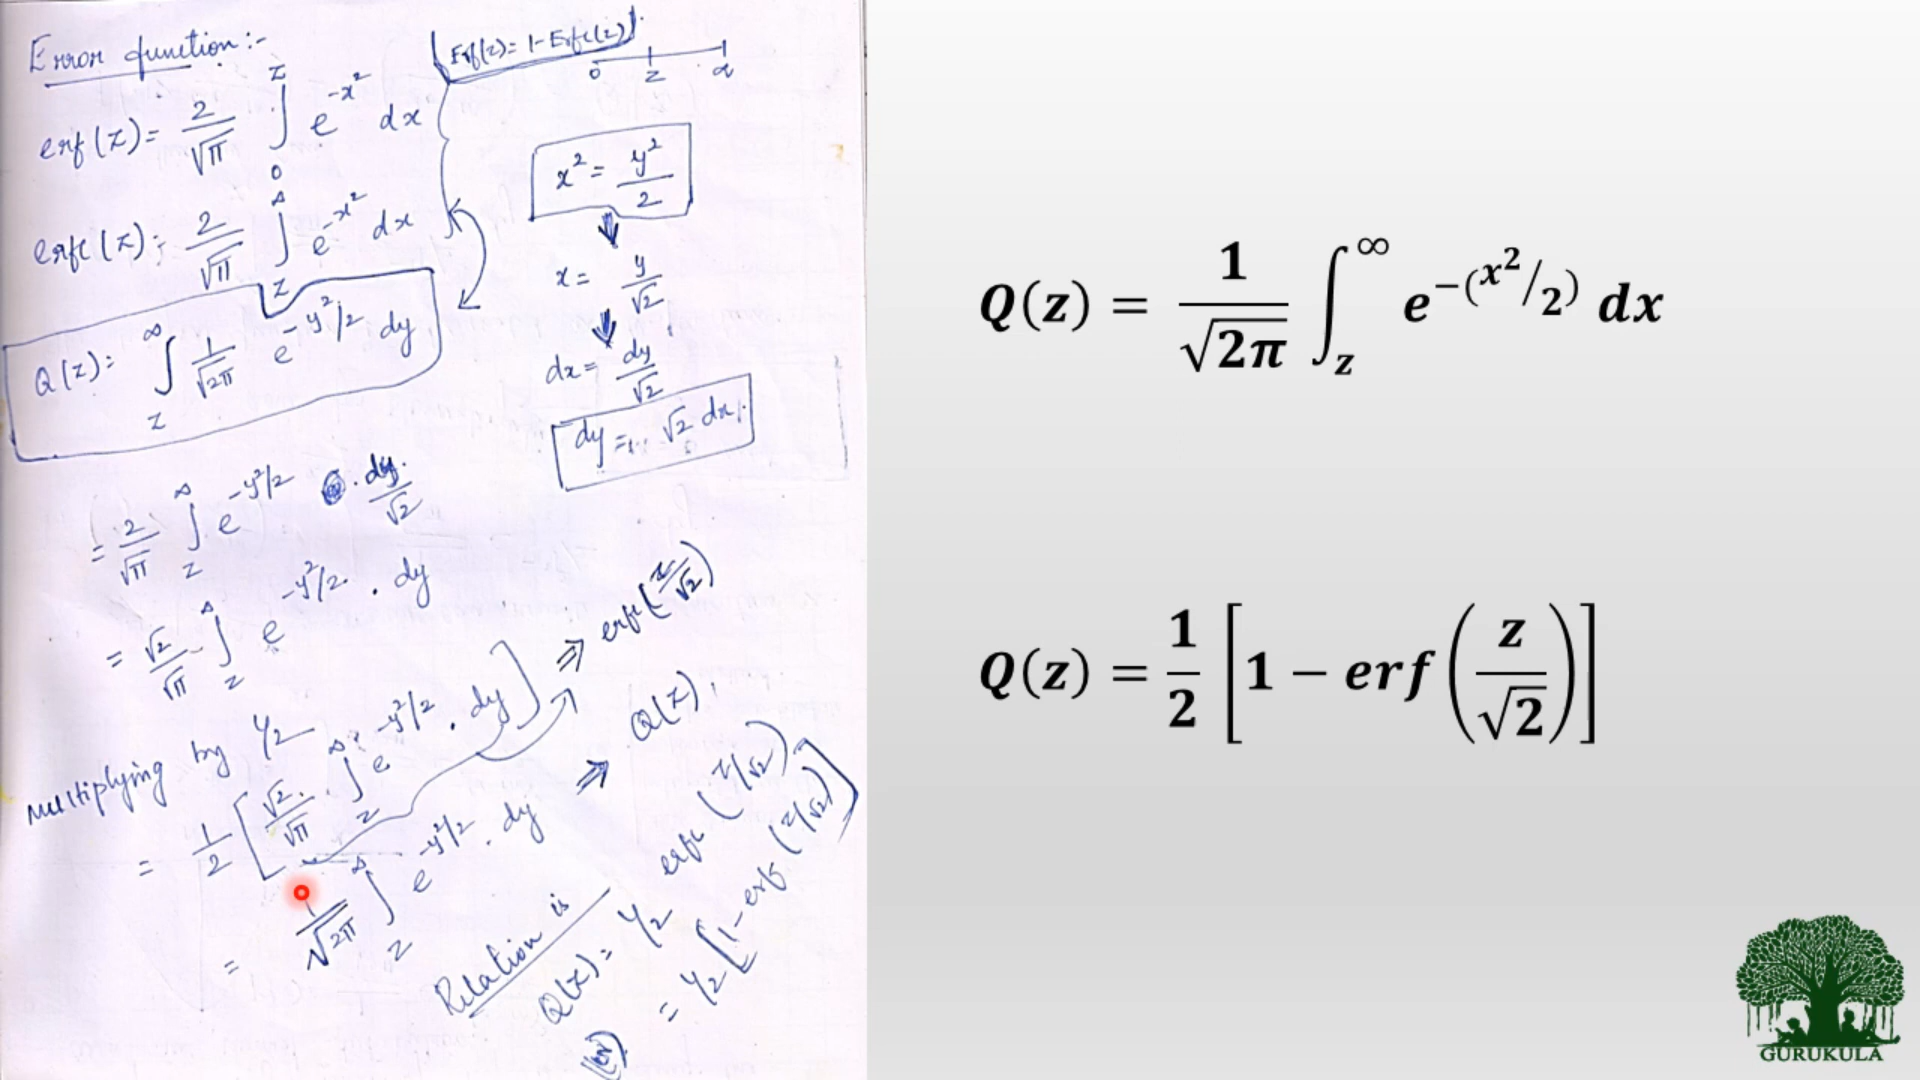 Error function:-
Erf(z) = 1 - Erfc(z)
0 z ∞
erf(z) = 2/√π ∫₀^z e^-x² dx
x² = y²/2
erfc(z): 2/√π ∫_z^∞ e^-x² dx
x = y/√2
Q(z): ∫_z^∞ 1/√2π e^-y²/2 dy
dx = dy/√2
dy = √2 dx
= 2/√π ∫_z^∞ e^-y²/2 . dy/√2
= √2/√π ∫_z^∞ e^-y²/2 . dy
⇒ erfc(z/√2)
Multiplying by 1/2
= 1/2 [√2/√π ∫_z^∞ e^-y²/2 . dy]
= 1/√2π ∫_z^∞ e^-y²/2 . dy ⇒ Q(z)
Relation is
Q(z) = 1/2 erfc(z/√2)
(or) = 1/2 [1 - erf(z/√2)]
Q(z) = 1/√2π ∫_z^∞ e^-(x²/2) dx
Q(z) = 1/2 [1 − erf(z/√2)]
GURUKULA